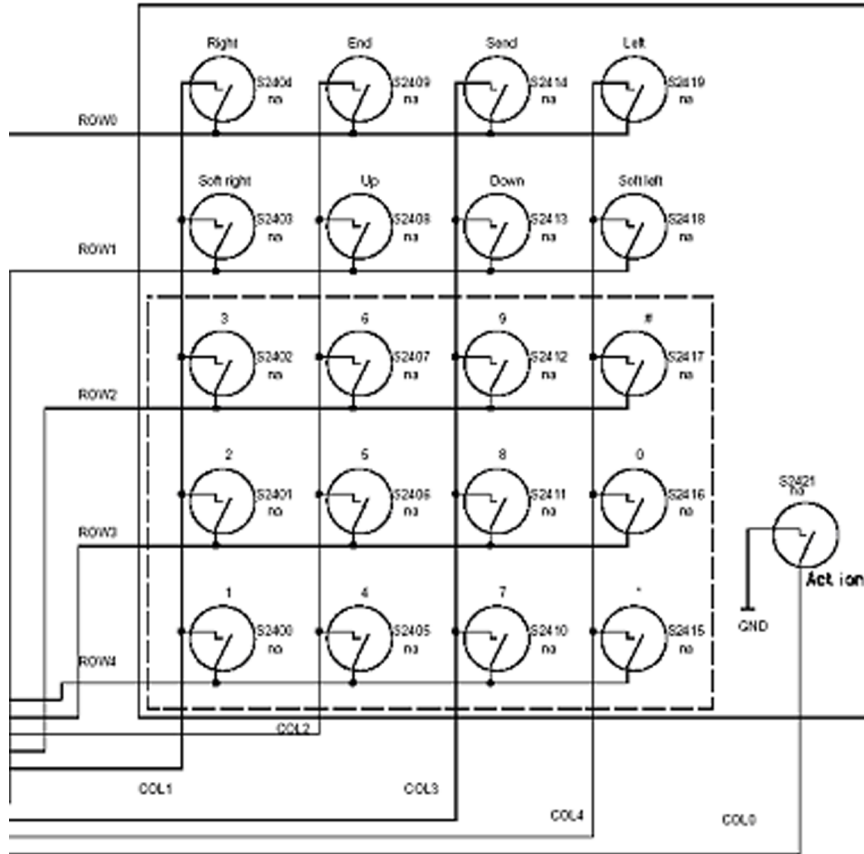 Right End Send Left
S2404 S2409 S2414 S2419
na na na na
ROW0
Soft right Up Down Soft left
S2403 S2408 S2413 S2418
na na na na
ROW1
3 6 9 #
S2402 S2407 S2412 S2417
na na na na
ROW2
2 5 8 0
S2401 S2406 S2411 S2416
na na na na
S2421
na
ROW3
Action
1 4 7 *
S2400 S2405 S2410 S2415
na na na na
GND
ROW4
COL2
COL1 COL3
COL4 COL0